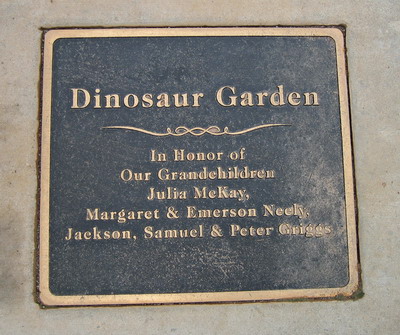 Dinosaur Garden
In Honor of
Our Grandchildren
Julia McKay,
Margaret & Emerson Neely,
Jackson, Samuel & Peter Griggs